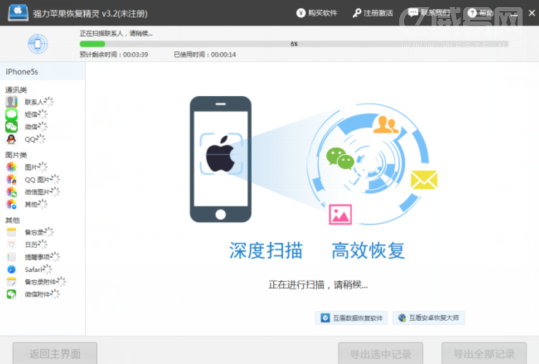 强力苹果恢复精灵 v3.2(未注册)
购买软件
注册激活
联系我们
帮助
正在扫描联系人，请稍候...
6%
预计剩余时间：00:03:39 已使用时间：00:00:14
iPhone5s
通讯类
联系人
短信
微信
QQ
图片类
图片
QQ 图片
微信图片
其他
其他
备忘录
日历
提醒事项
Safari
备忘录附件
微信附件
深度扫描 高效恢复
正在进行扫描，请稍候...
互盾数据恢复软件
互盾安卓恢复大师
返回主界面
导出选中记录
导出全部记录